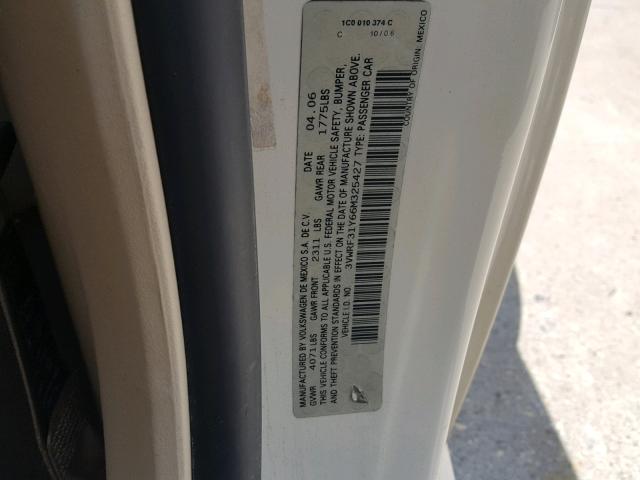 1C0 010 374 C
C 10/06
MANUFACTURED BY VOLKSWAGEN DE MEXICO S.A. DE C.V. DATE 04.06
GVWR 4071LBS GAWR FRONT 2311 LBS GAWR REAR 1775LBS
THIS VEHICLE CONFORMS TO ALL APPLICABLE U.S. FEDERAL MOTOR VEHICLE SAFETY, BUMPER,
AND THEFT PREVENTION STANDARDS IN EFFECT ON THE DATE OF MANUFACTURE SHOWN ABOVE.
VEHICLE I.D. NO. 3VWRF31Y66M325427 TYPE: PASSENGER CAR
COUNTRY OF ORIGIN: MEXICO